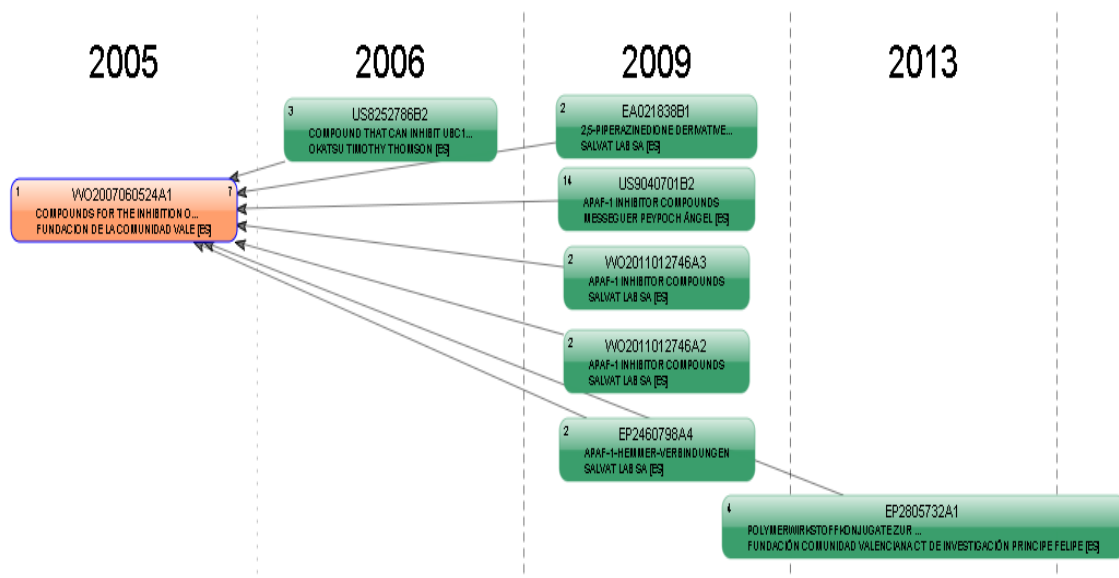 2005
2006
2009
2013
3
US8252786B2
COMPOUND THAT CAN INHIBIT UBC1...
OKATSU TIMOTHY THOMSON [ES]
2
EA021838B1
2,5-PIPERAZINEDIONE DERIVATIVE...
SALVAT LAB SA [ES]
1
WO2007060524A1
7
COMPOUNDS FOR THE INHIBITION O...
FUNDACION DE LA COMUNIDAD VALE [ES]
14
US9040701B2
APAF-1 INHIBITOR COMPOUNDS
MESSEGUER PEYPOCH ÁNGEL [ES]
2
WO2011012746A3
APAF-1 INHIBITOR COMPOUNDS
SALVAT LAB SA [ES]
2
WO2011012746A2
APAF-1 INHIBITOR COMPOUNDS
SALVAT LAB SA [ES]
2
EP2460798A4
APAF-1-HEMMER-VERBINDUNGEN
SALVAT LAB SA [ES]
4
EP2805732A1
POLYMERWIRKSTOFFKONJUGATE ZUR ...
FUNDACIÓN COMUNIDAD VALENCIANA CT DE INVESTIGACIÓN PRINCIPE FELIPE [ES]